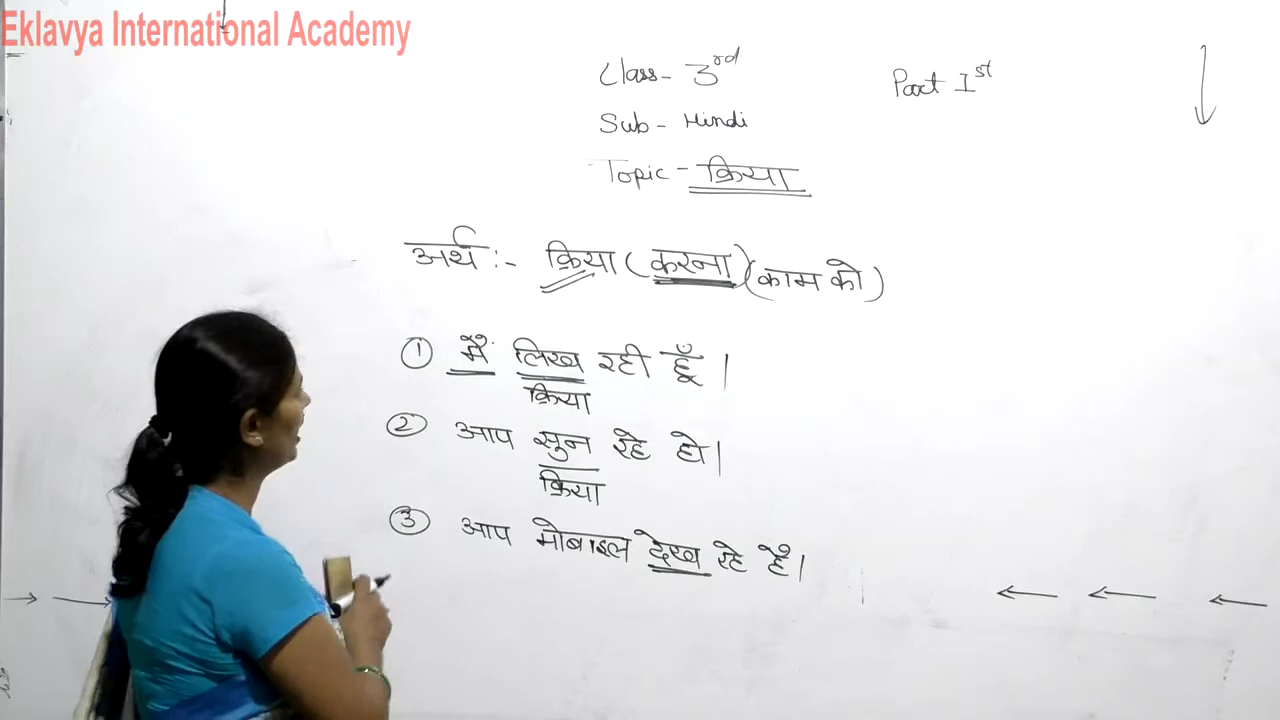 Eklavya International Academy
Class - 3rd
Part Ist
Sub - Hindi
Topic - क्रिया
अर्थ :- क्रिया (करना) (काम को)
① मैं लिख रही हूँ |
क्रिया
② आप सुन रहे हो |
क्रिया
③ आप मोबाइल देख रहे हैं |